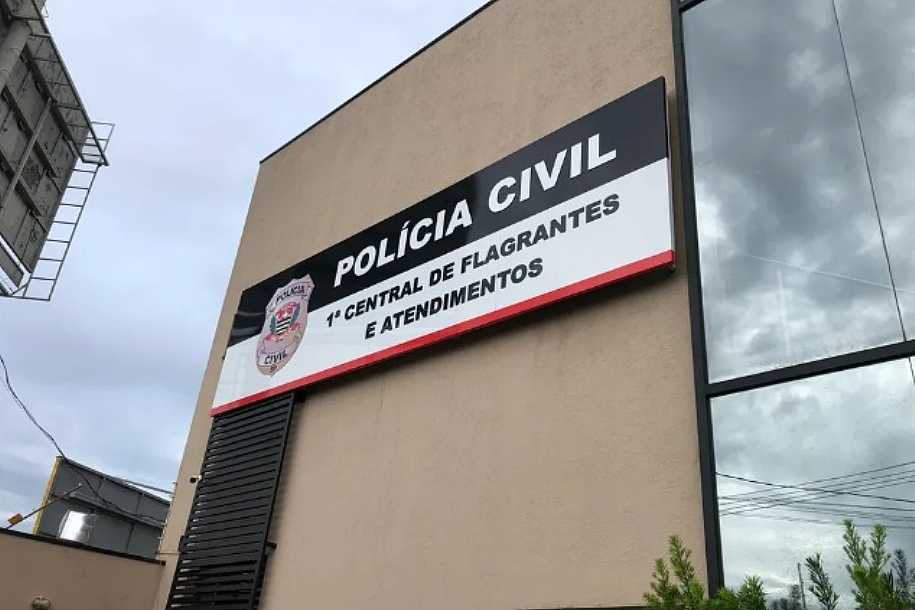 POLÍCIA CIVIL
1ª CENTRAL DE FLAGRANTES
E ATENDIMENTOS
POLÍCIA
CIVIL